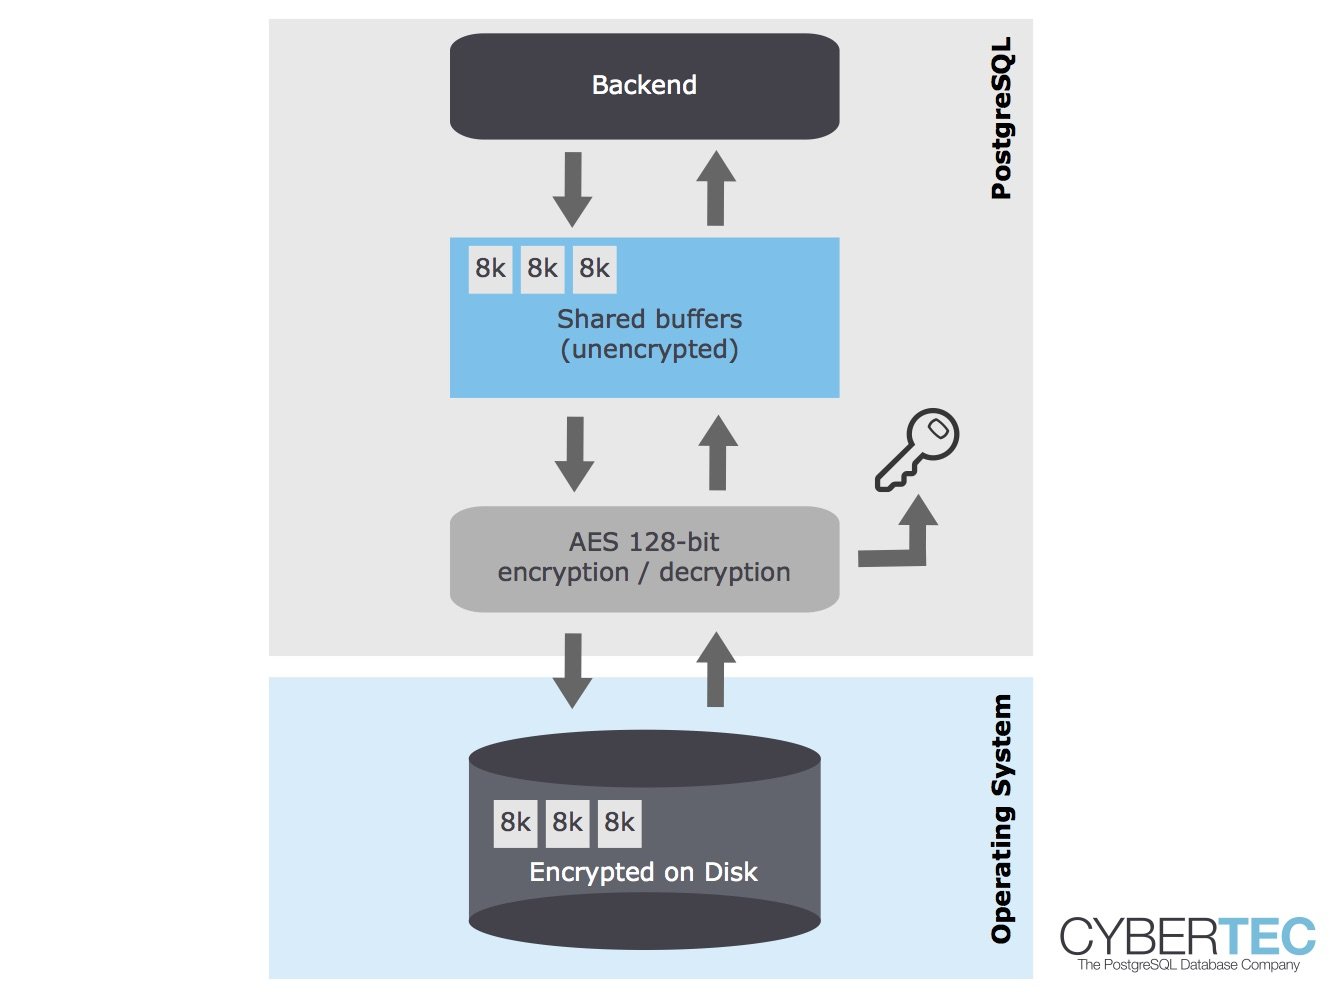 Backend
PostgreSQL
8k 8k 8k
Shared buffers
(unencrypted)
AES 128-bit
encryption / decryption
Operating System
8k 8k 8k
Encrypted on Disk
CYBERTEC
The PostgreSQL Database Company